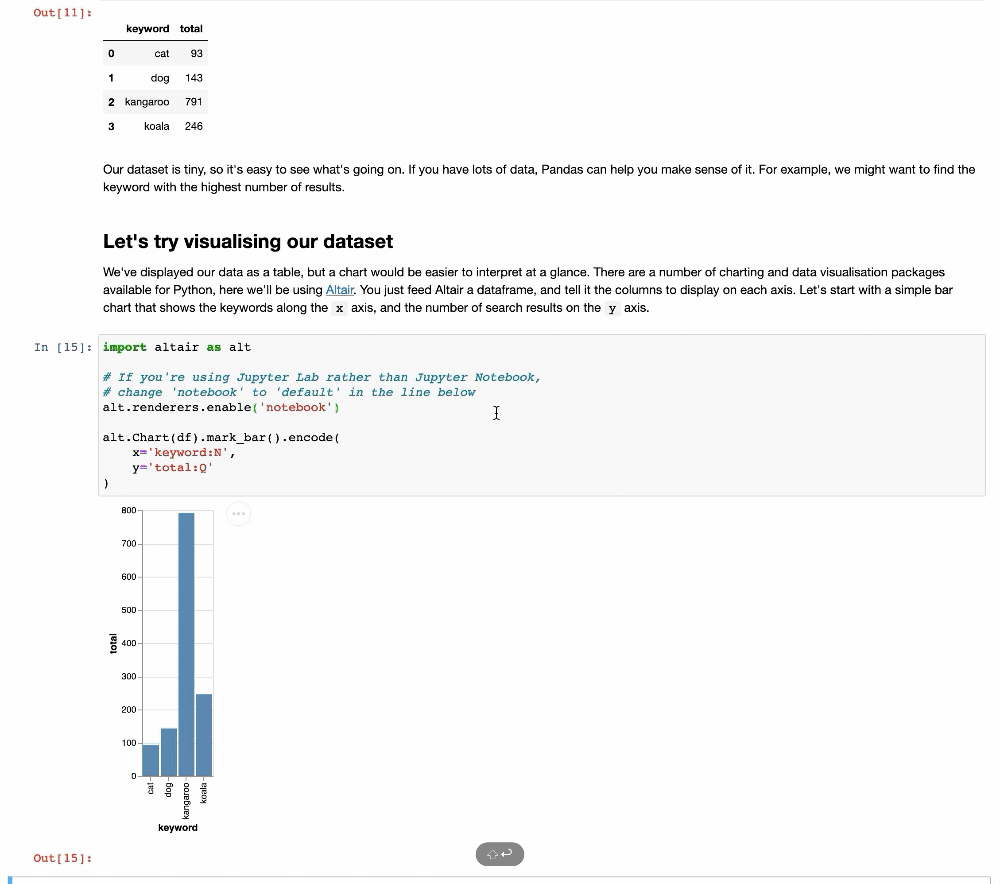 Out[11]:
keyword total
0 cat 93
1 dog 143
2 kangaroo 791
3 koala 246
Our dataset is tiny, so it's easy to see what's going on. If you have lots of data, Pandas can help you make sense of it. For example, we might want to find the
keyword with the highest number of results.
Let's try visualising our dataset
We've displayed our data as a table, but a chart would be easier to interpret at a glance. There are a number of charting and data visualisation packages
available for Python, here we'll be using Altair. You just feed Altair a dataframe, and tell it the columns to display on each axis. Let's start with a simple bar
chart that shows the keywords along the x axis, and the number of search results on the y axis.
In [15]:
import altair as alt
# If you're using Jupyter Lab rather than Jupyter Notebook,
# change 'notebook' to 'default' in the line below
alt.renderers.enable('notebook')
alt.Chart(df).mark_bar().encode(
x='keyword:N',
y='total:Q'
)
800
700
600
500
400
300
200
100
0
total
cat
dog
kangaroo
koala
keyword
Out[15]: